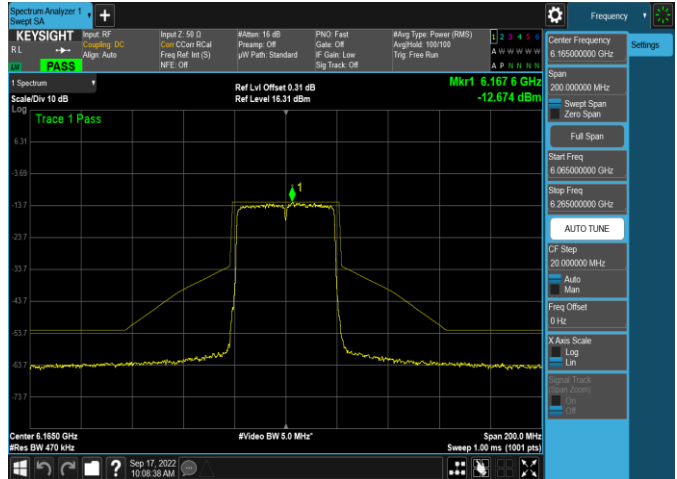 Spectrum Analyzer 1
Swept SA
Frequency
KEYSIGHT
RL
PASS
Input: RF
Coupling: DC
Align: Auto
Input Z: 50 Ω
Corr CCorr RCal
Freq Ref: Int (S)
NFE: Off
#Atten: 16 dB
Preamp: Off
µW Path: Standard
PNO: Fast
Gate: Off
IF Gain: Low
Sig Track: Off
#Avg Type: Power (RMS)
Avg|Hold: 100/100
Trig: Free Run
1 2 3 4 5 6
A W W W W W
A P N N N N
Center Frequency
6.165000000 GHz
Settings
Span
200.000000 MHz
Swept Span
Zero Span
Full Span
Start Freq
6.065000000 GHz
Stop Freq
6.265000000 GHz
AUTO TUNE
CF Step
20.000000 MHz
Auto
Man
Freq Offset
0 Hz
X Axis Scale
Log
Lin
Signal Track
(Span Zoom)
On
Off
1 Spectrum
Scale/Div 10 dB
Log
Ref Lvl Offset 0.31 dB
Ref Level 16.31 dBm
Mkr1 6.167 6 GHz
-12.674 dBm
Trace 1 Pass
6.31
-3.69
-13.7
-23.7
-33.7
-43.7
-53.7
-63.7
-73.7
1
Center 6.1650 GHz
#Res BW 470 kHz
#Video BW 5.0 MHz*
Span 200.0 MHz
Sweep 1.00 ms (1001 pts)
Sep 17, 2022
10:08:38 AM